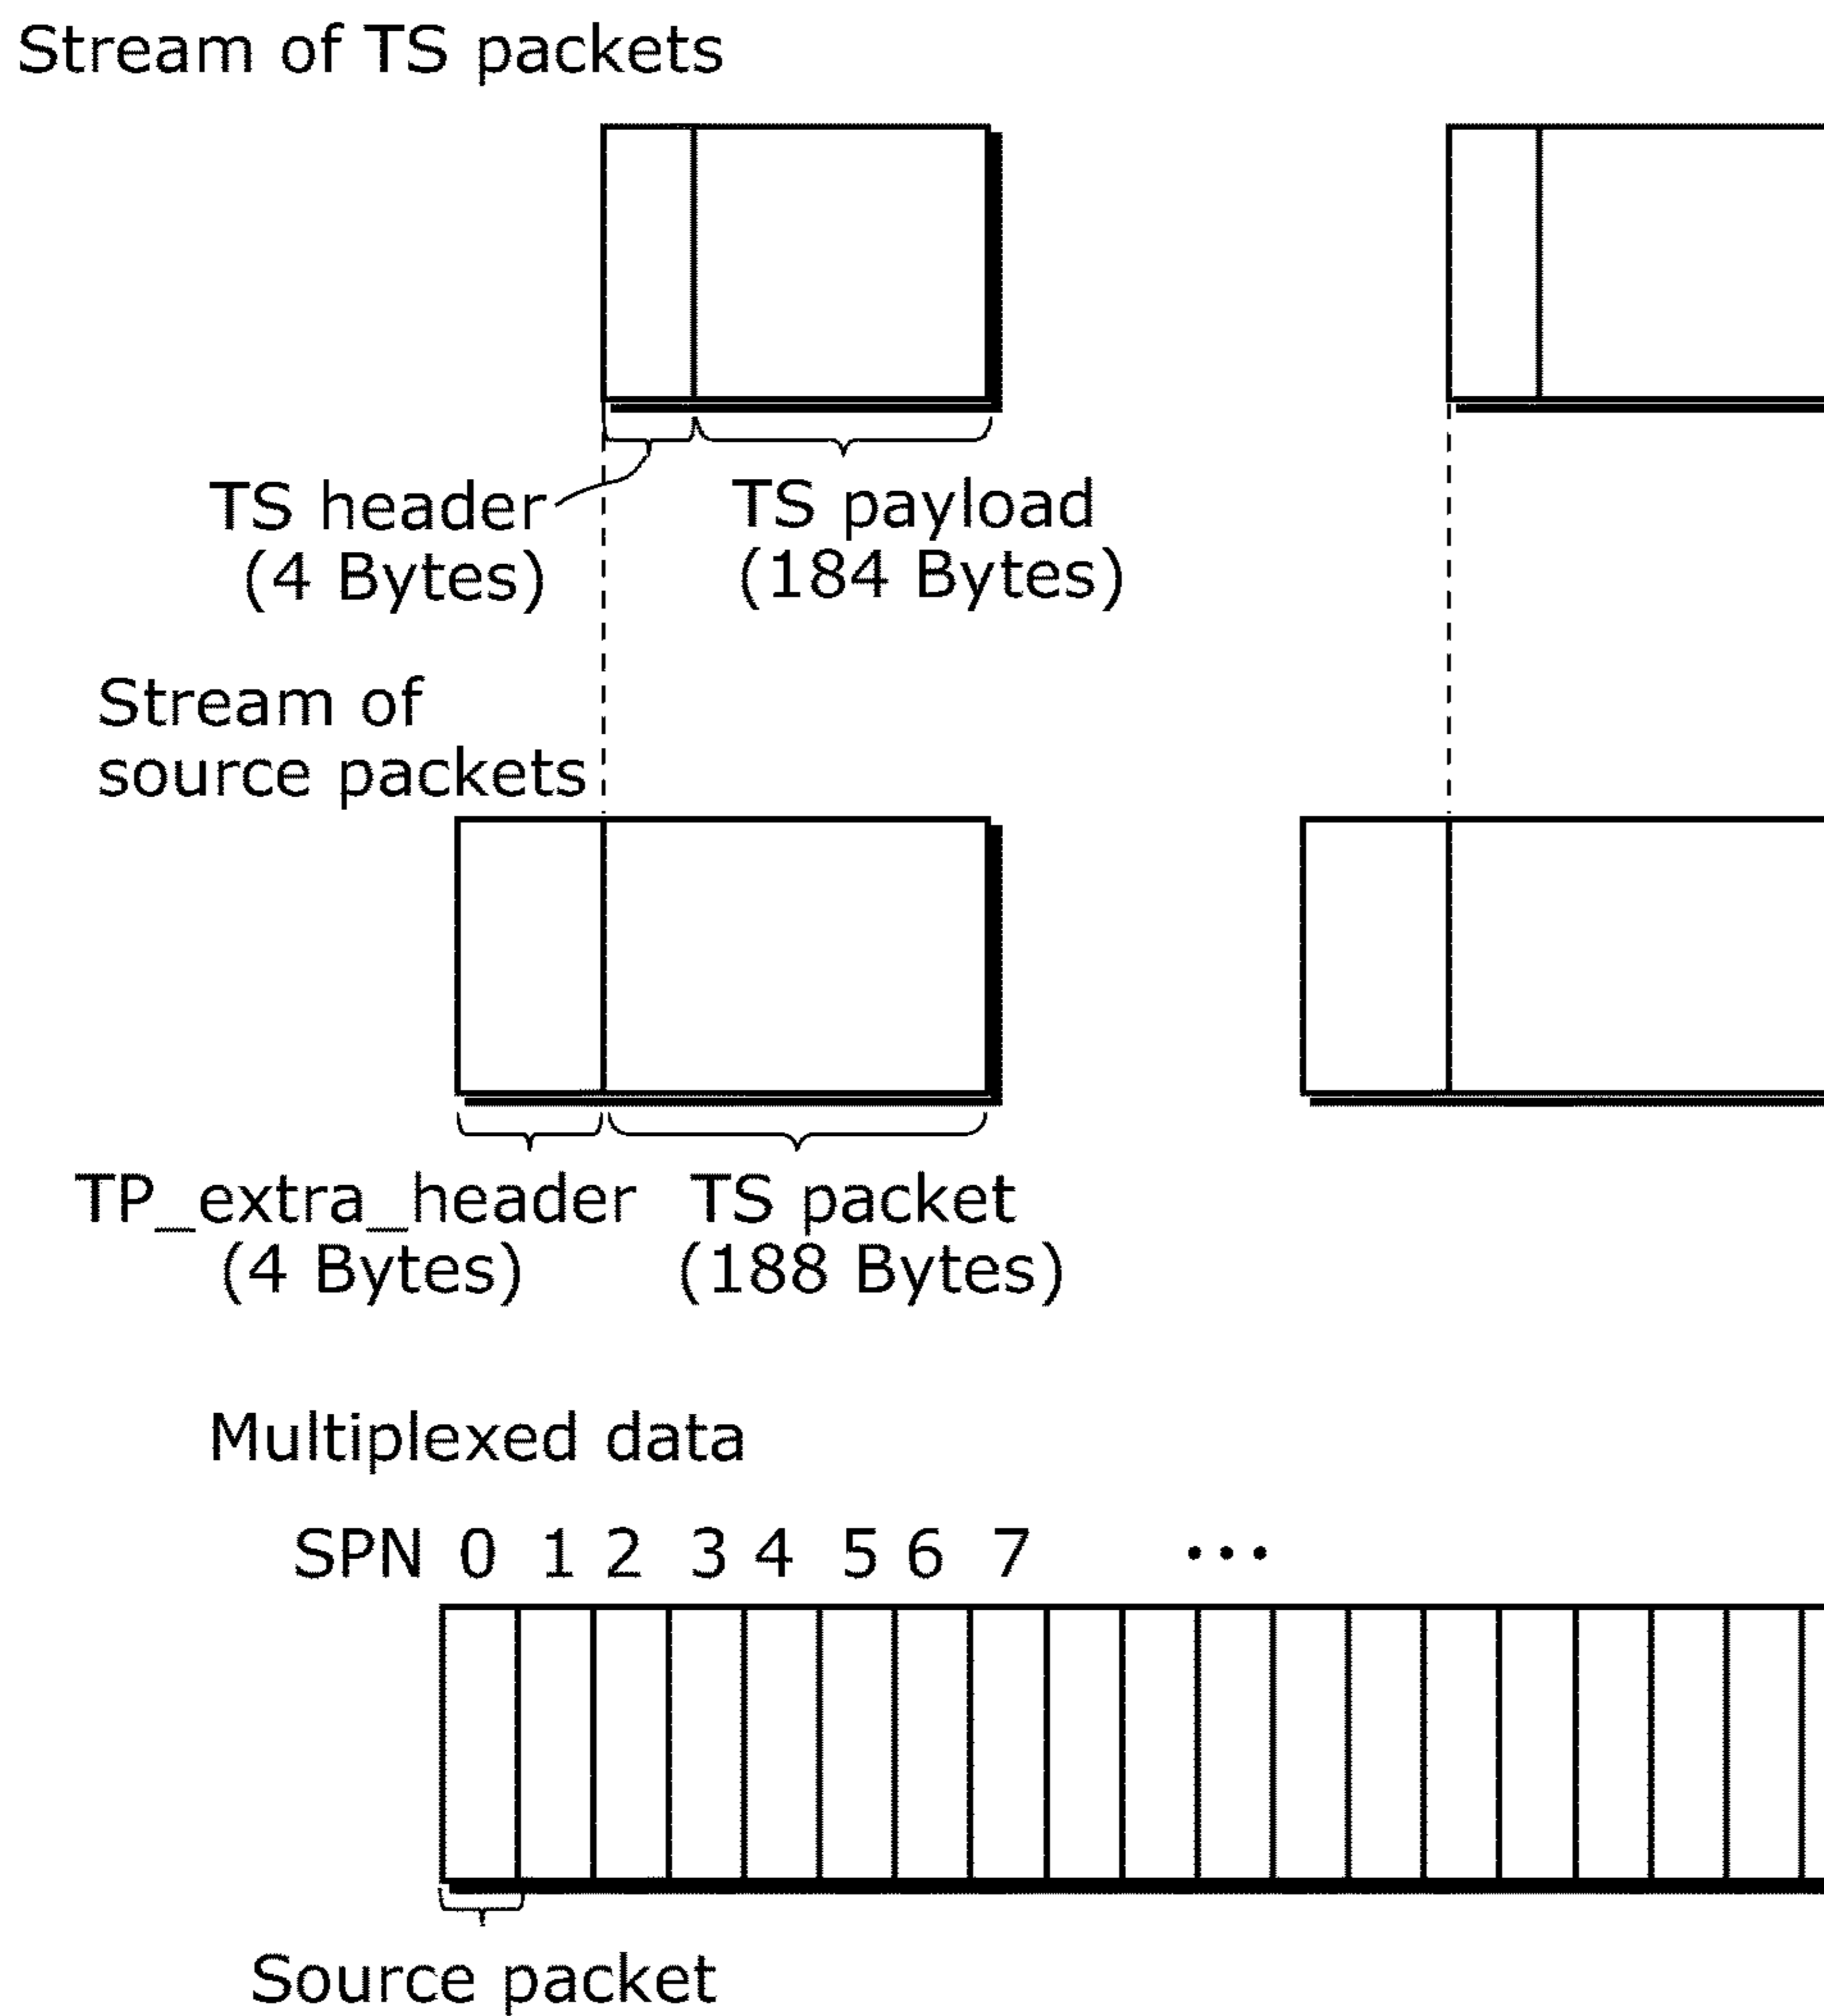 Stream of TS packets
TS header
(4 Bytes)
TS payload
(184 Bytes)
Stream of
source packets
TP_extra_header
(4 Bytes)
TS packet
(188 Bytes)
Multiplexed data
SPN 0 1 2 3 4 5 6 7 ...
Source packet